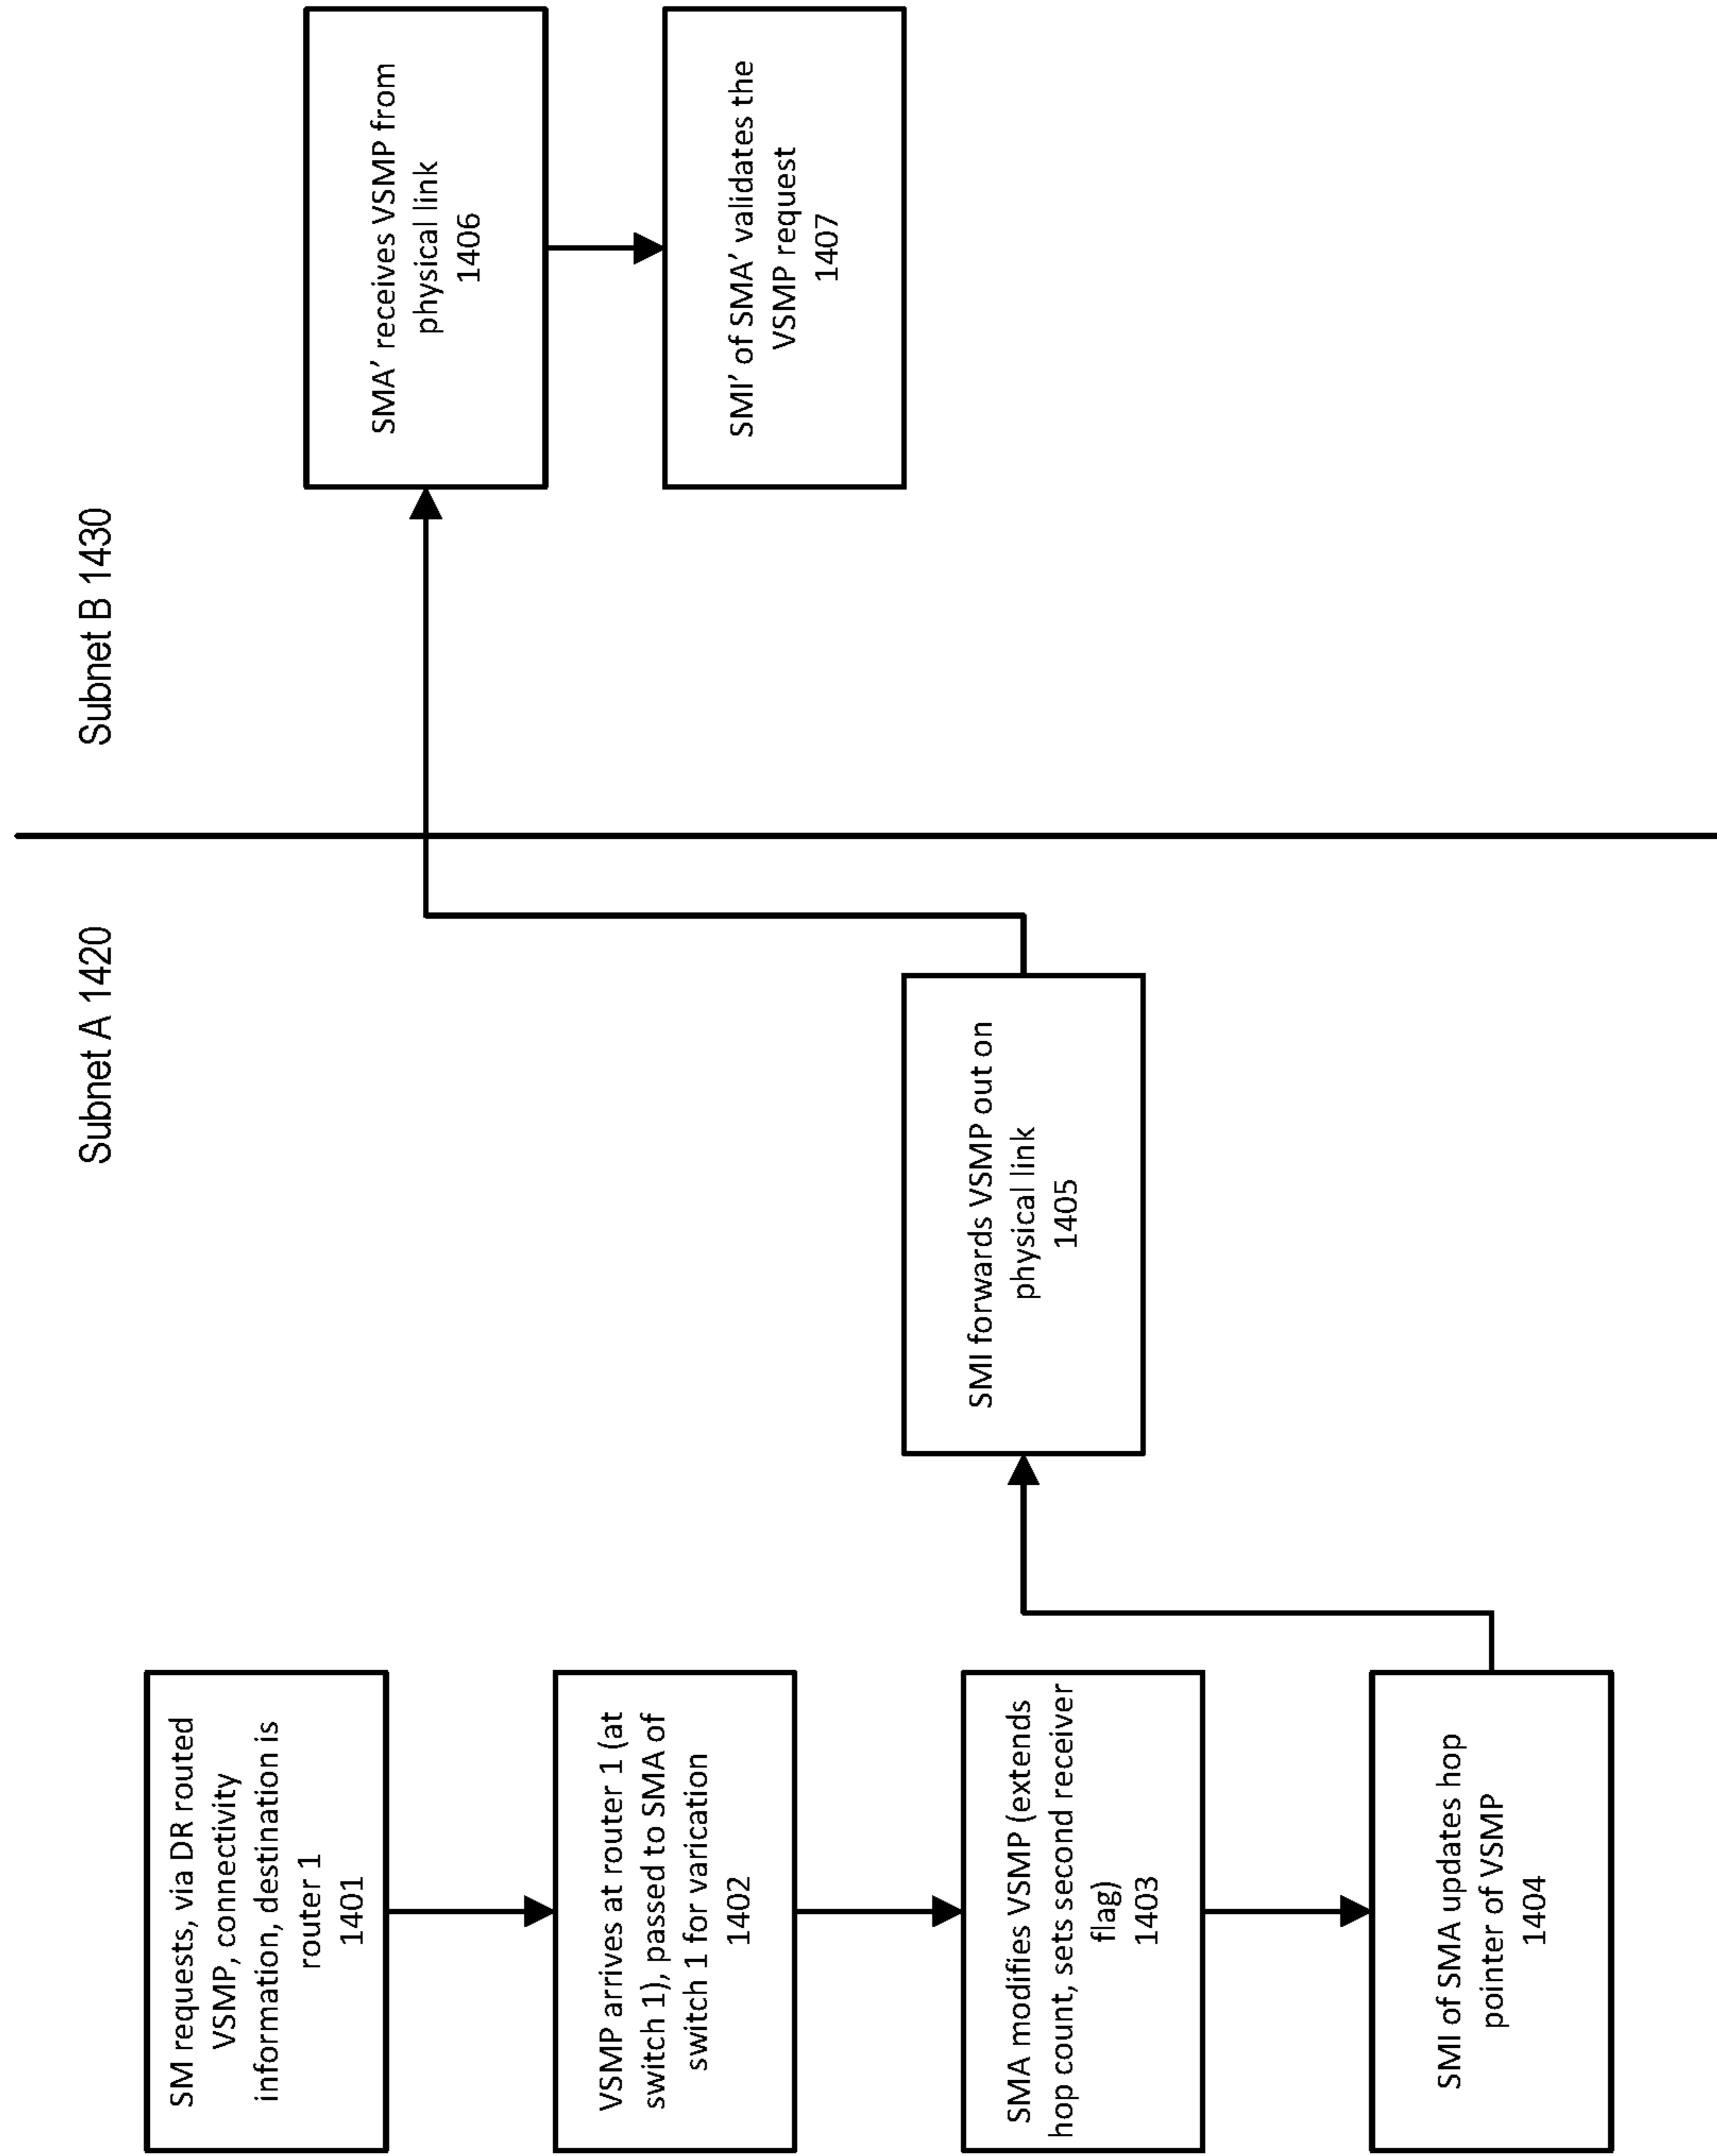 Subnet A 1420
Subnet B 1430
SM requests, via DR routed
VSMP, connectivity
information, destination is
router 1
1401
VSMP arrives at router 1 (at
switch 1), passed to SMA of
switch 1 for varication
1402
SMA modifies VSMP (extends
hop count, sets second receiver
flag)
1403
SMI of SMA updates hop
pointer of VSMP
1404
SMI forwards VSMP out on
physical link
1405
SMA’ receives VSMP from
physical link
1406
SMI’ of SMA’ validates the
VSMP request
1407